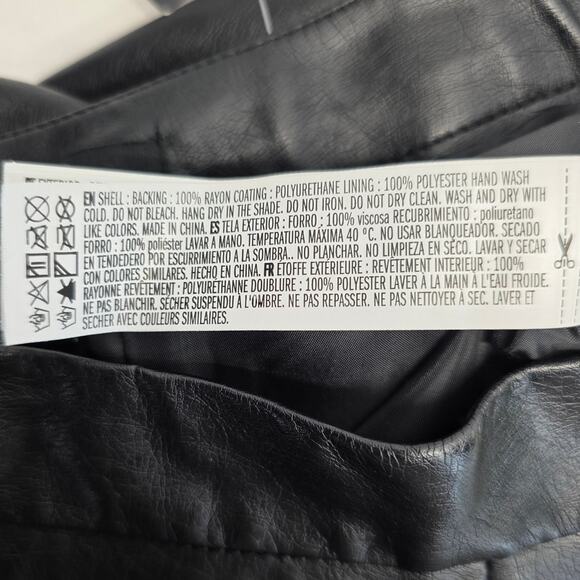 EN SHELL : BACKING : 100% RAYON COATING : POLYURETHANE LINING : 100% POLYESTER HAND WASH
COLD. DO NOT BLEACH. HANG DRY IN THE SHADE. DO NOT IRON. DO NOT DRY CLEAN. WASH AND DRY WITH
LIKE COLORS. MADE IN CHINA. ES TELA EXTERIOR : FORRO : 100% viscosa RECUBRIMIENTO : poliuretano
FORRO : 100% poliéster LAVAR A MANO. TEMPERATURA MÁXIMA 40 °C. NO USAR BLANQUEADOR. SECADO
EN TENDEDERO POR ESCURRIMIENTO A LA SOMBRA.. NO PLANCHAR. NO LIMPIEZA EN SECO. LAVAR Y SECAR
CON COLORES SIMILARES. HECHO EN CHINA. FR ÉTOFFE EXTÉRIEURE : REVÊTEMENT INTERIEUR : 100%
RAYONNE REVÊTEMENT : POLYURÉTHANNE DOUBLURE : 100% POLYESTER LAVER À LA MAIN À L'EAU FROIDE.
NE PAS BLANCHIR. SÉCHER SUSPENDU À L'OMBRE. NE PAS REPASSER. NE PAS NETTOYER À SEC. LAVER ET
SECHER AVEC COULEURS SIMILAIRES.